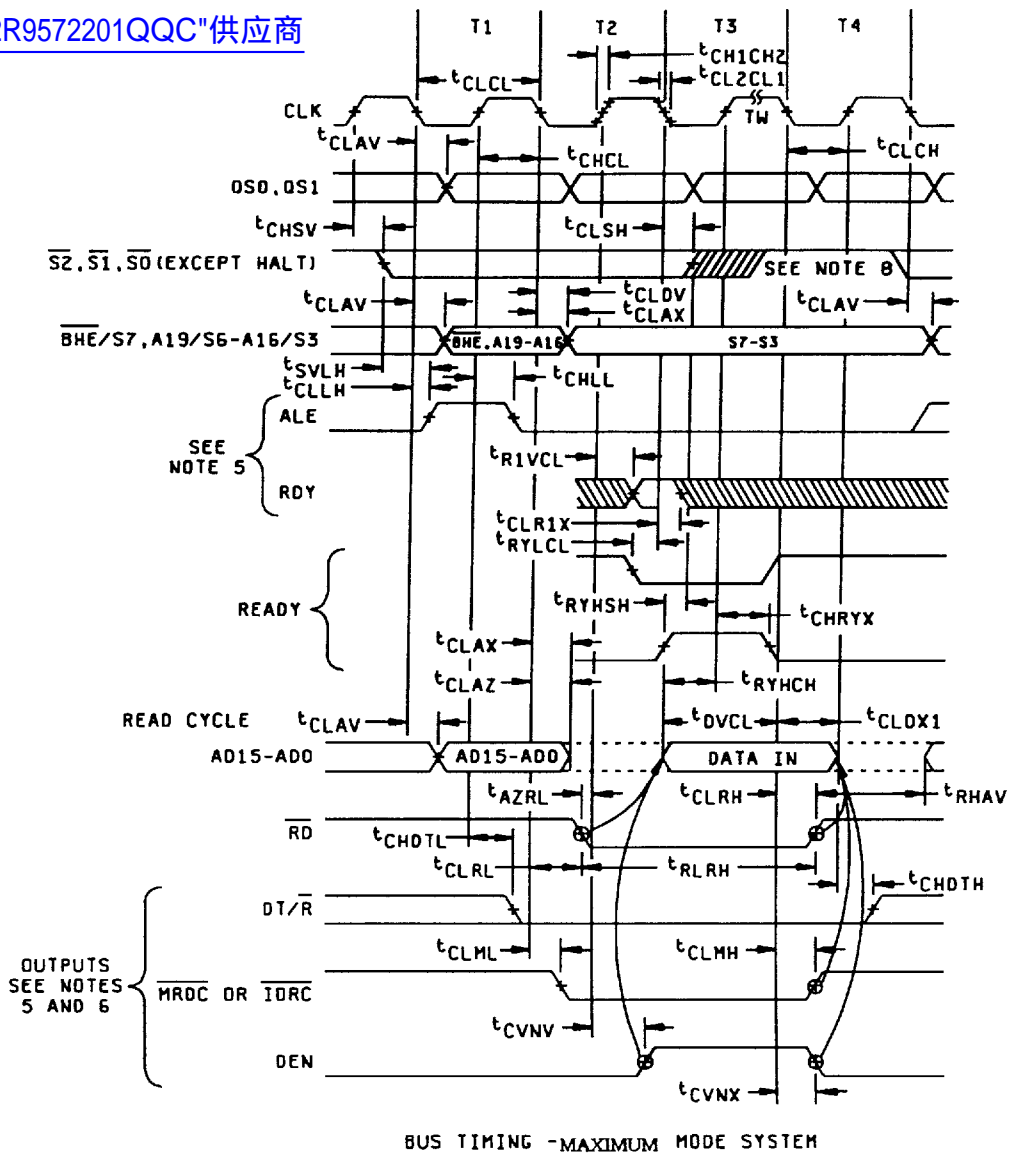 R9572201QQC"供应商
T1 T2 T3 T4
tCH1CH2
tCL2CL1
tCLCL
CLK
TW
tCLAV
tCHCL
tCLCH
QS0,QS1
tCHSV
tCLSH
S2,S1,S0(EXCEPT HALT)
SEE NOTE 8
tCLAV
tCLDV
tCLAX
tCLAV
BHE/S7,A19/S6-A16/S3
BHE,A19-A16
S7-S3
tSVLH
tCLLH
tCHLL
ALE
SEE
NOTE 5
tR1VCL
RDY
tCLR1X
tRYLCL
READY
tRYHSH
tCHRYX
tCLAX
tCLAZ
tRYHCH
READ CYCLE
tCLAV
tDVCL
tCLDX1
AD15-AD0
AD15-AD0
DATA IN
tAZRL
tCLRH
tRHAV
RD
tCHDTL
tCLRL
tRLRH
tCHDTH
DT/R
tCLML
tCLMH
OUTPUTS
SEE NOTES
5 AND 6
MRDC OR IORC
tCVNV
DEN
tCVNX
BUS TIMING -MAXIMUM MODE SYSTEM